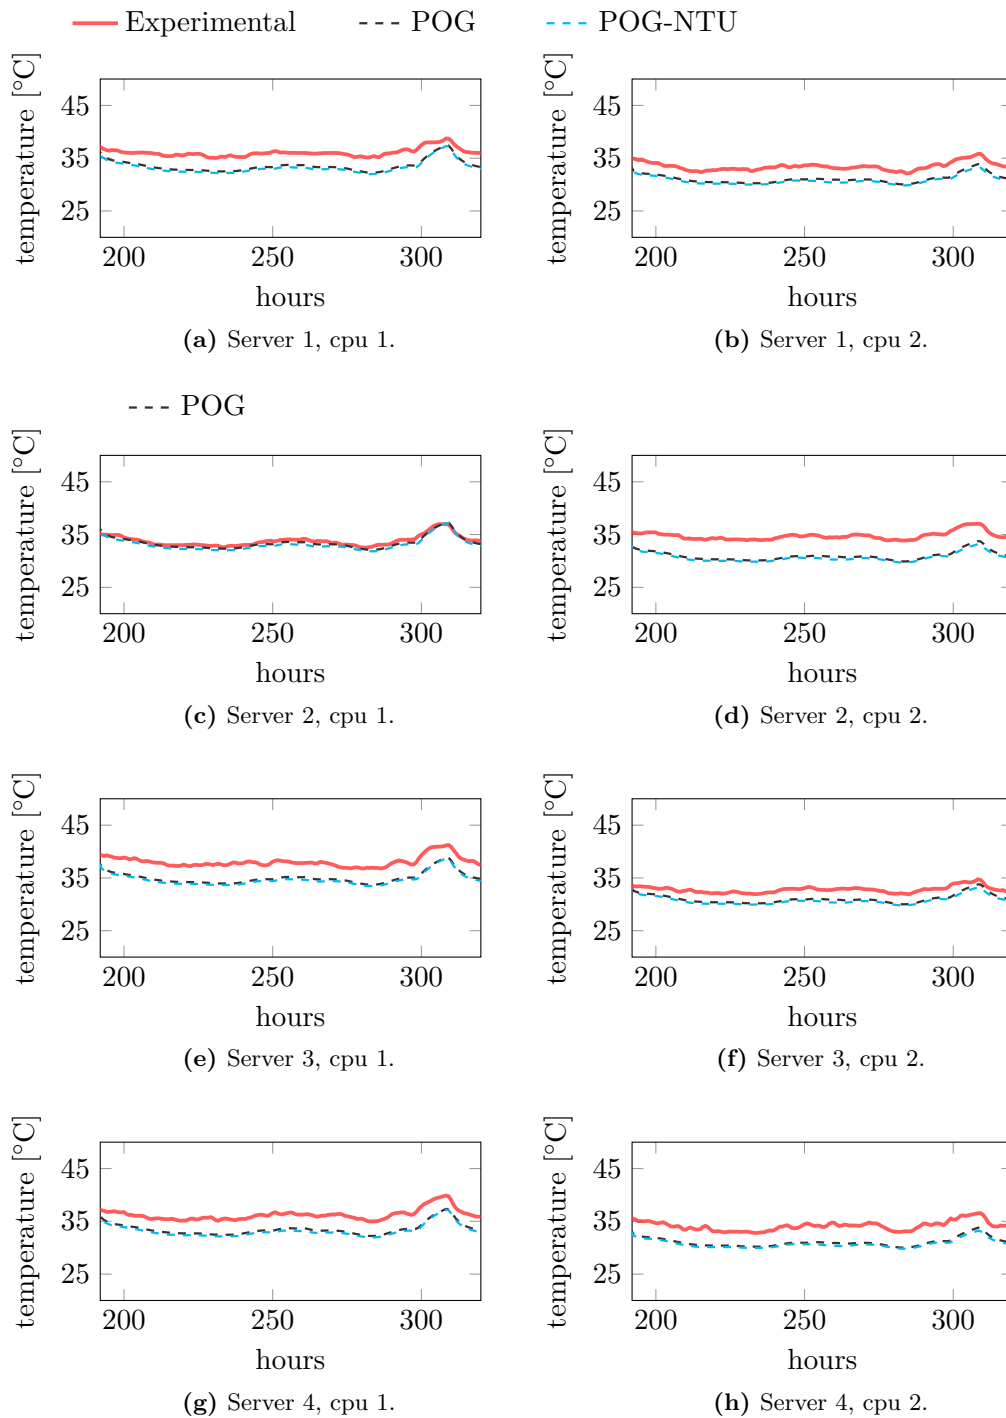 Experimental POG POG-NTU
temperature [°C]
45
35
25
200 250 300
hours
(a) Server 1, cpu 1.
temperature [°C]
45
35
25
200 250 300
hours
(b) Server 1, cpu 2.
POG
temperature [°C]
45
35
25
200 250 300
hours
(c) Server 2, cpu 1.
temperature [°C]
45
35
25
200 250 300
hours
(d) Server 2, cpu 2.
temperature [°C]
45
35
25
200 250 300
hours
(e) Server 3, cpu 1.
temperature [°C]
45
35
25
200 250 300
hours
(f) Server 3, cpu 2.
temperature [°C]
45
35
25
200 250 300
hours
(g) Server 4, cpu 1.
temperature [°C]
45
35
25
200 250 300
hours
(h) Server 4, cpu 2.